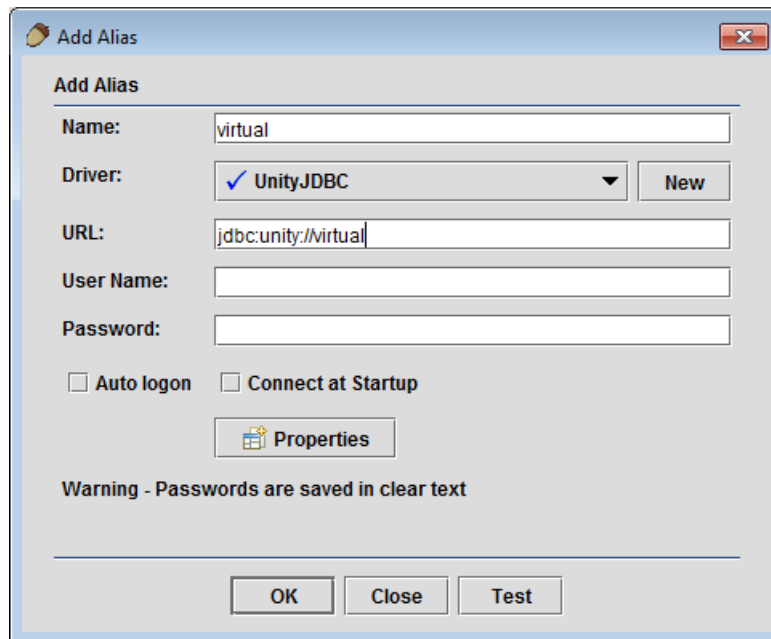 Add Alias
Add Alias
Name: virtual
Driver: UnityJDBC New
URL: jdbc:unity://virtual
User Name:
Password:
Auto logon Connect at Startup
Properties
Warning - Passwords are saved in clear text
OK Close Test